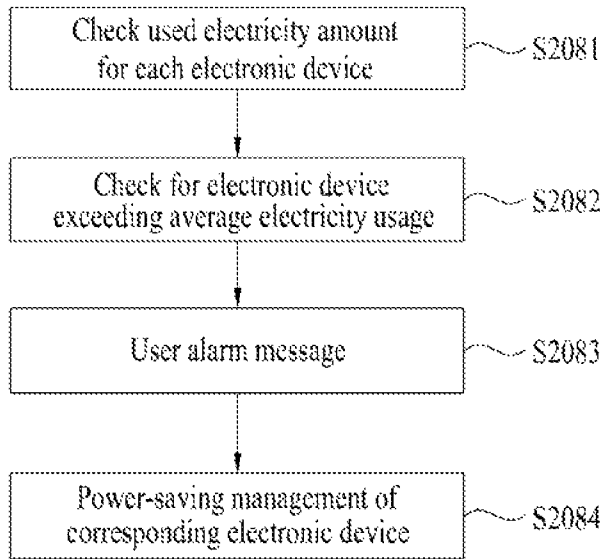 Check used electricity amount
for each electronic device
S2081
Check for electronic device
exceeding average electricity usage
S2082
User alarm message
S2083
Power-saving management of
corresponding electronic device
S2084